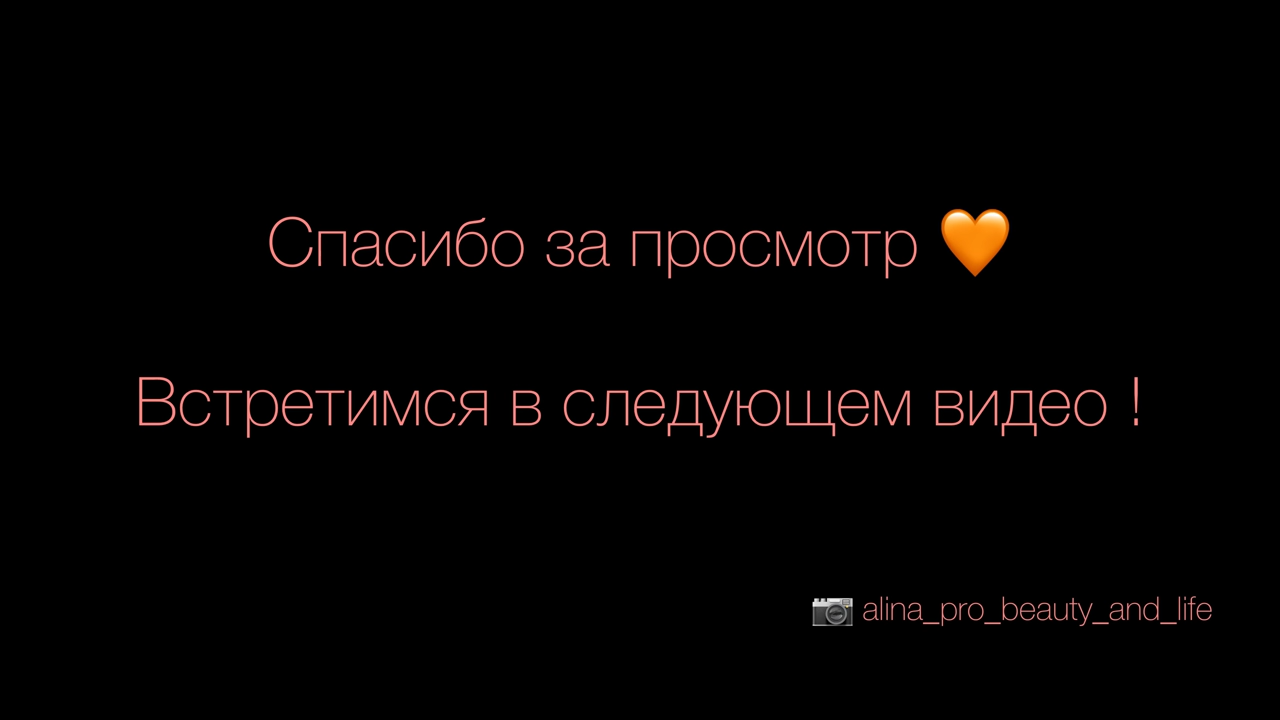 Спасибо за просмотр 🧡
Встретимся в следующем видео !
📷 alina_pro_beauty_and_life